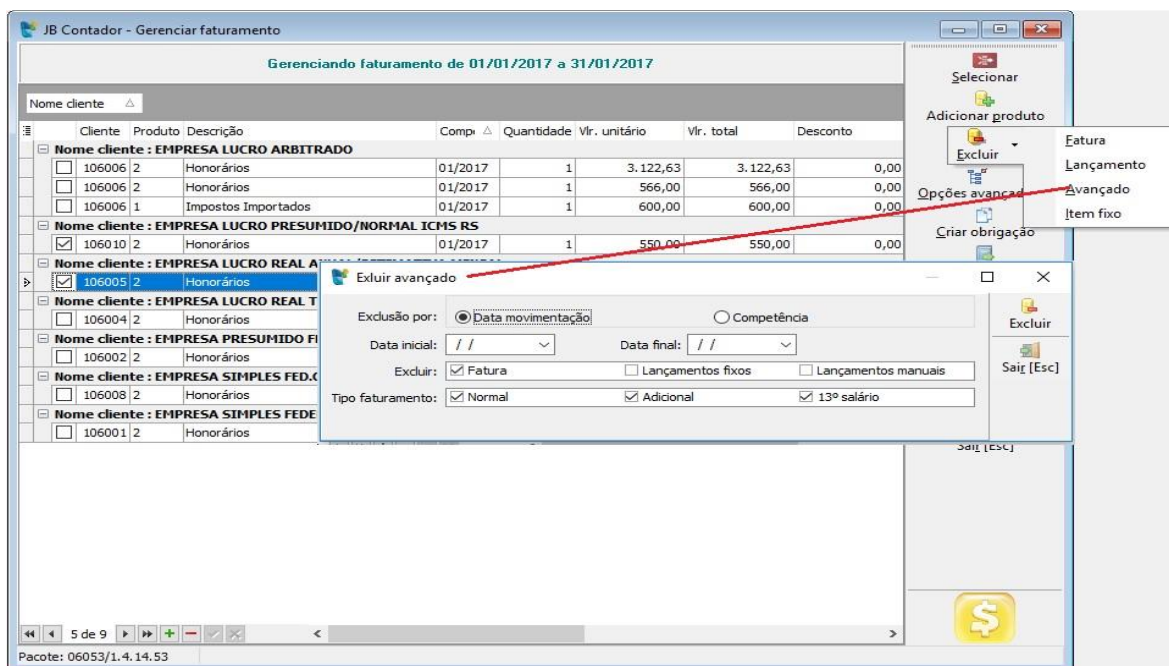 JB Contador - Gerenciar faturamento
Gerenciando faturamento de 01/01/2017 a 31/01/2017
Nome cliente
Cliente Produto Descrição Comp Quantidade Vlr. unitário Vlr. total Desconto
Nome cliente : EMPRESA LUCRO ARBITRADO
106006 2 Honorários 01/2017 1 3.122,63 3.122,63 0,00
106006 2 Honorários 01/2017 1 566,00 566,00 0,00
106006 1 Impostos Importados 01/2017 1 600,00 600,00 0,00
Nome cliente : EMPRESA LUCRO PRESUMIDO/NORMAL ICMS RS
106010 2 Honorários 01/2017 1 550,00 550,00 0,00
Nome cliente : EMPRESA LUCRO REAL
106005 2 Honorários
Nome cliente : EMPRESA LUCRO REAL T
106004 2 Honorários
Nome cliente : EMPRESA PRESUMIDO
106002 2 Honorários
Nome cliente : EMPRESA SIMPLES FED.
106008 2 Honorários
Nome cliente : EMPRESA SIMPLES FEDE
106001 2 Honorários
5 de 9
Pacote: 06053/1.4.14.53
Selecionar
Adicionar produto
Excluir
Opções avançad
Criar obrigação
Sair [Esc]
Fatura
Lançamento
Avançado
Item fixo
Exluir avançado
Exclusão por: Data movimentação Competência
Data inicial: / / Data final: / /
Excluir: Fatura Lançamentos fixos Lançamentos manuais
Tipo faturamento: Normal Adicional 13º salário
Excluir
Sair [Esc]